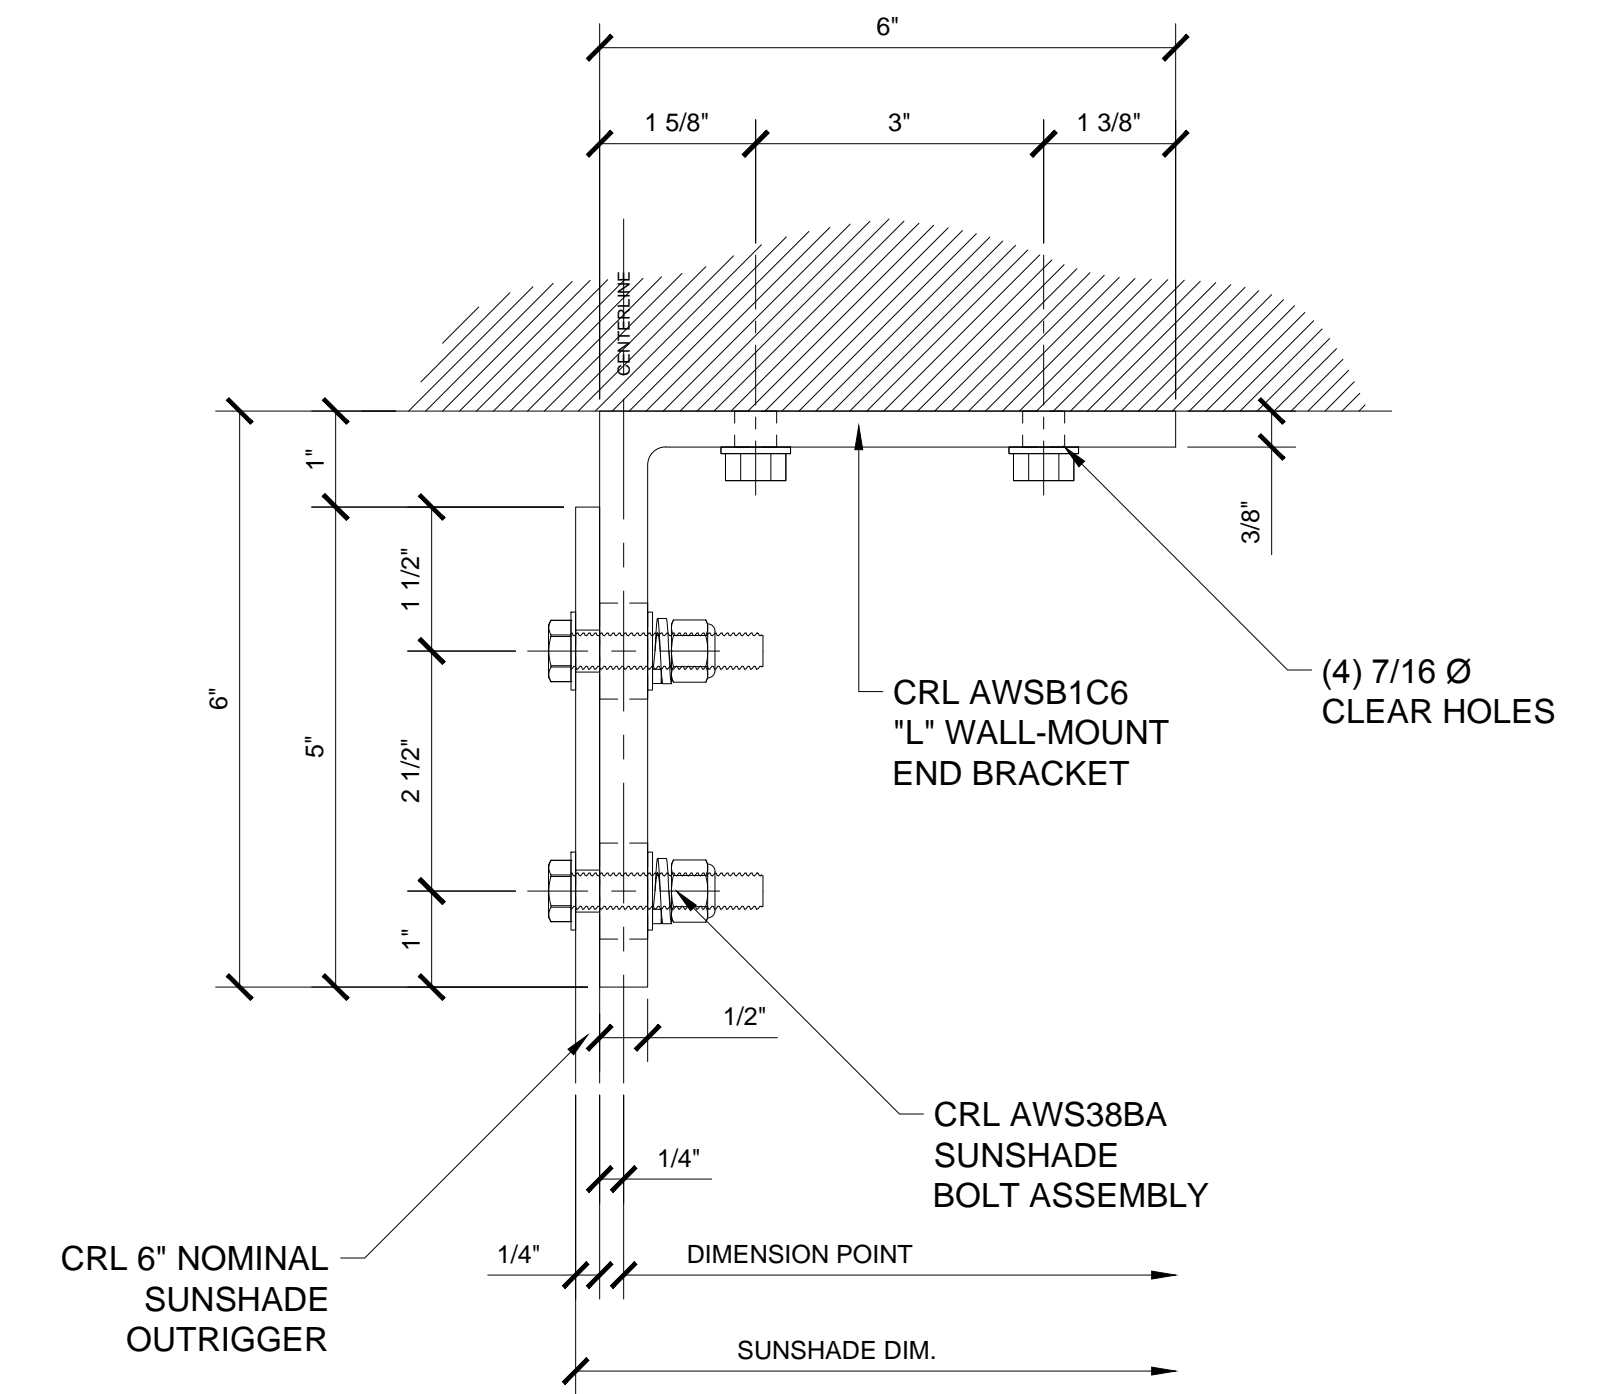 6"
1 5/8"
3"
1 3/8"
CENTERLINE
1"
3/8"
1 1/2"
6"
5"
2 1/2"
1"
(4) 7/16 Ø
CLEAR HOLES
CRL AWSB1C6
"L" WALL-MOUNT
END BRACKET
1/2"
CRL AWS38BA
SUNSHADE
BOLT ASSEMBLY
1/4"
1/4"
DIMENSION POINT
CRL 6" NOMINAL
SUNSHADE
OUTRIGGER
SUNSHADE DIM.